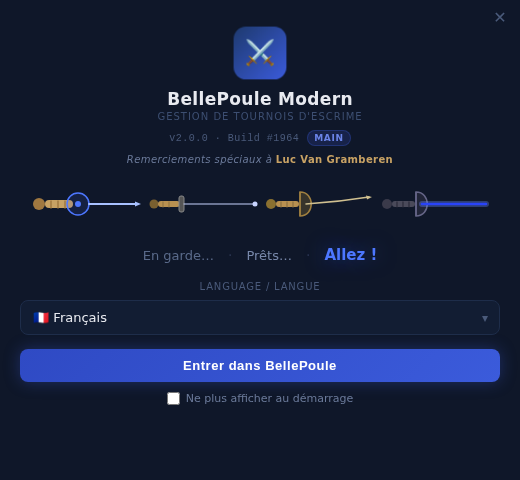 BellePoule Modern
GESTION DE TOURNOIS D'ESCRIME
v2.0.0 · Build #1964 MAIN
Remerciements spéciaux à Luc Van Gramberen
En garde... · Prêts... · Allez !
LANGUAGE / LANGUE
Français
Entrer dans BellePoule
Ne plus afficher au démarrage